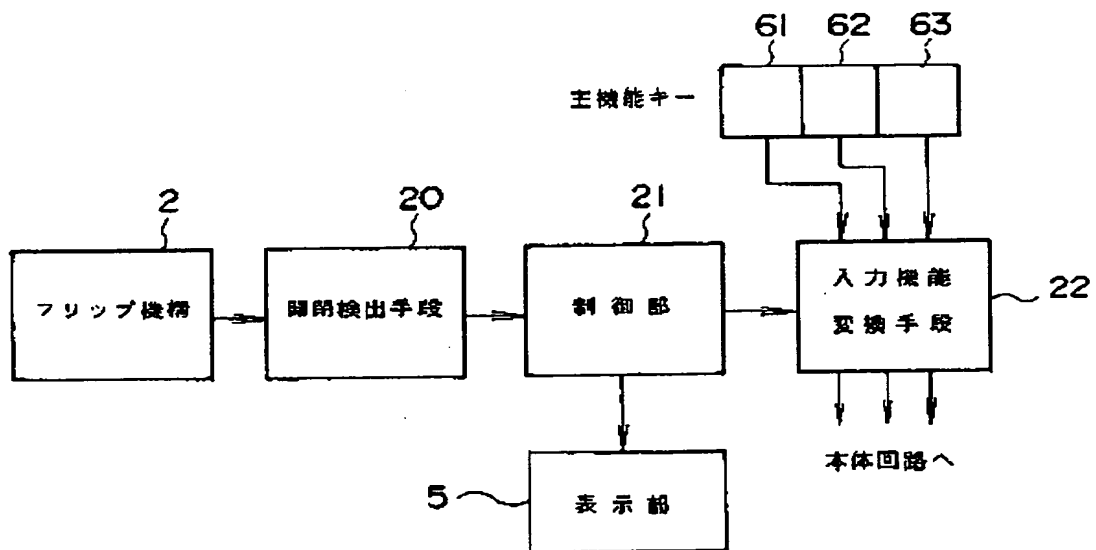 61 62 63
主機能キー
2 20 21
フリップ機構 開閉検出手段 制御部 入力機能
変換手段 22
本体回路へ
5 表示部